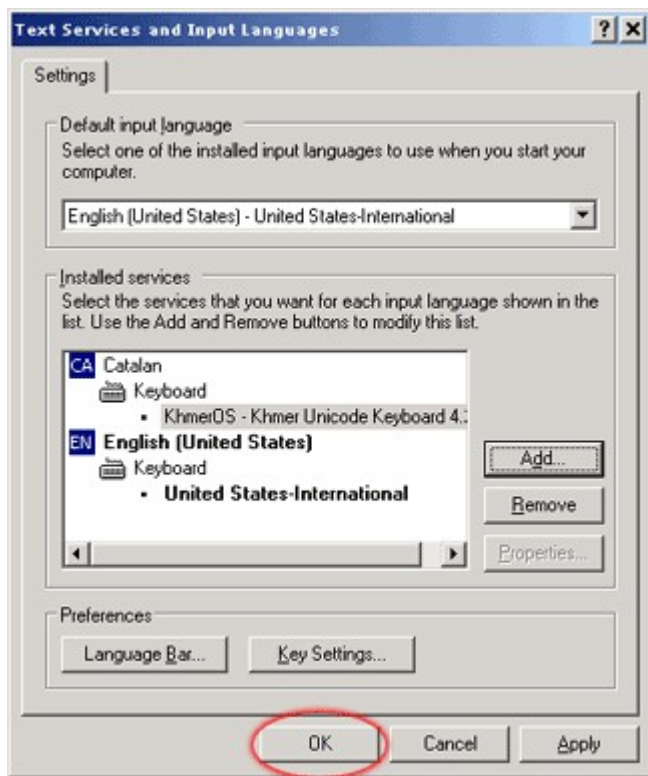 Text Services and Input Languages
Settings
Default input language
Select one of the installed input languages to use when you start your
computer.
English (United States) - United States-International
Installed services
Select the services that you want for each input language shown in the
list. Use the Add and Remove buttons to modify this list.
CA Catalan
Keyboard
• KhmerOS - Khmer Unicode Keyboard 4.
EN English (United States)
Keyboard
• United States-International
Add...
Remove
Properties...
Preferences
Language Bar...
Key Settings...
OK
Cancel
Apply